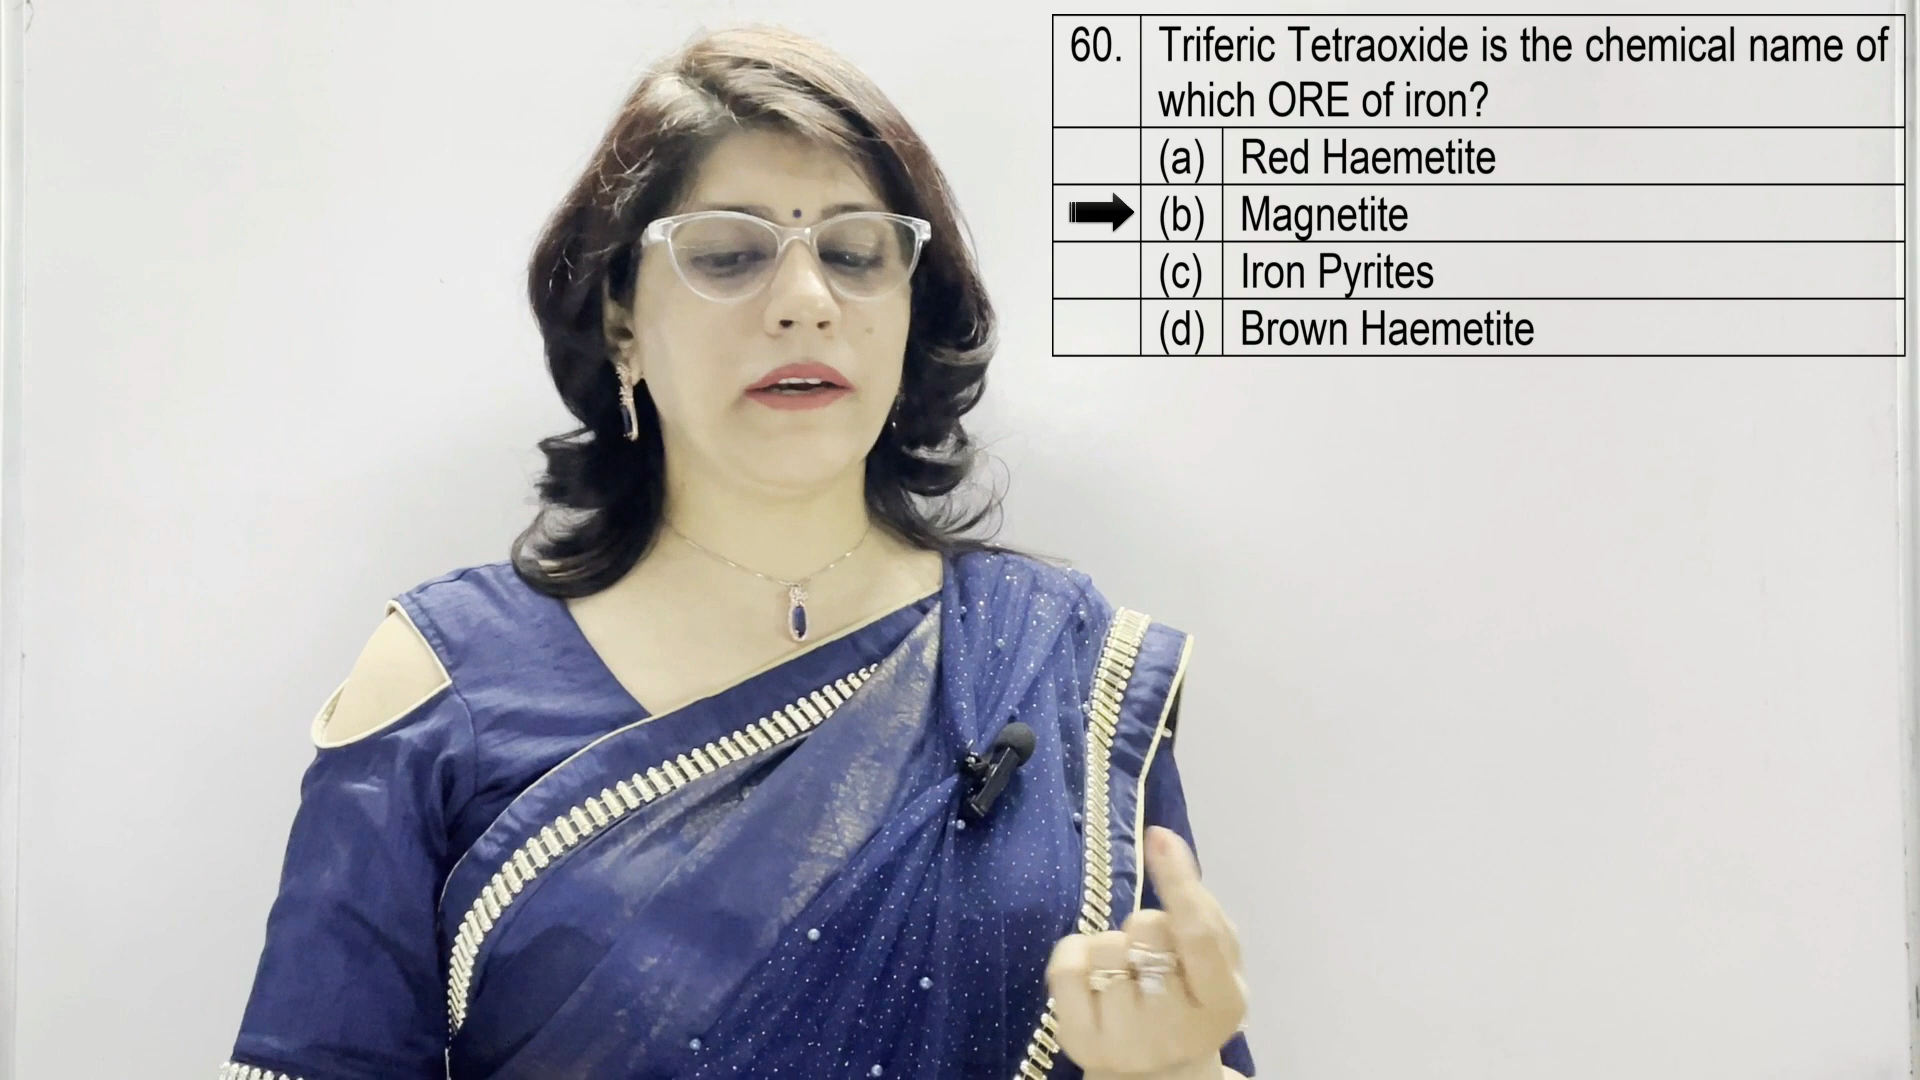 60. Triferic Tetraoxide is the chemical name of
which ORE of iron?
(a) Red Haemetite
(b) Magnetite
(c) Iron Pyrites
(d) Brown Haemetite